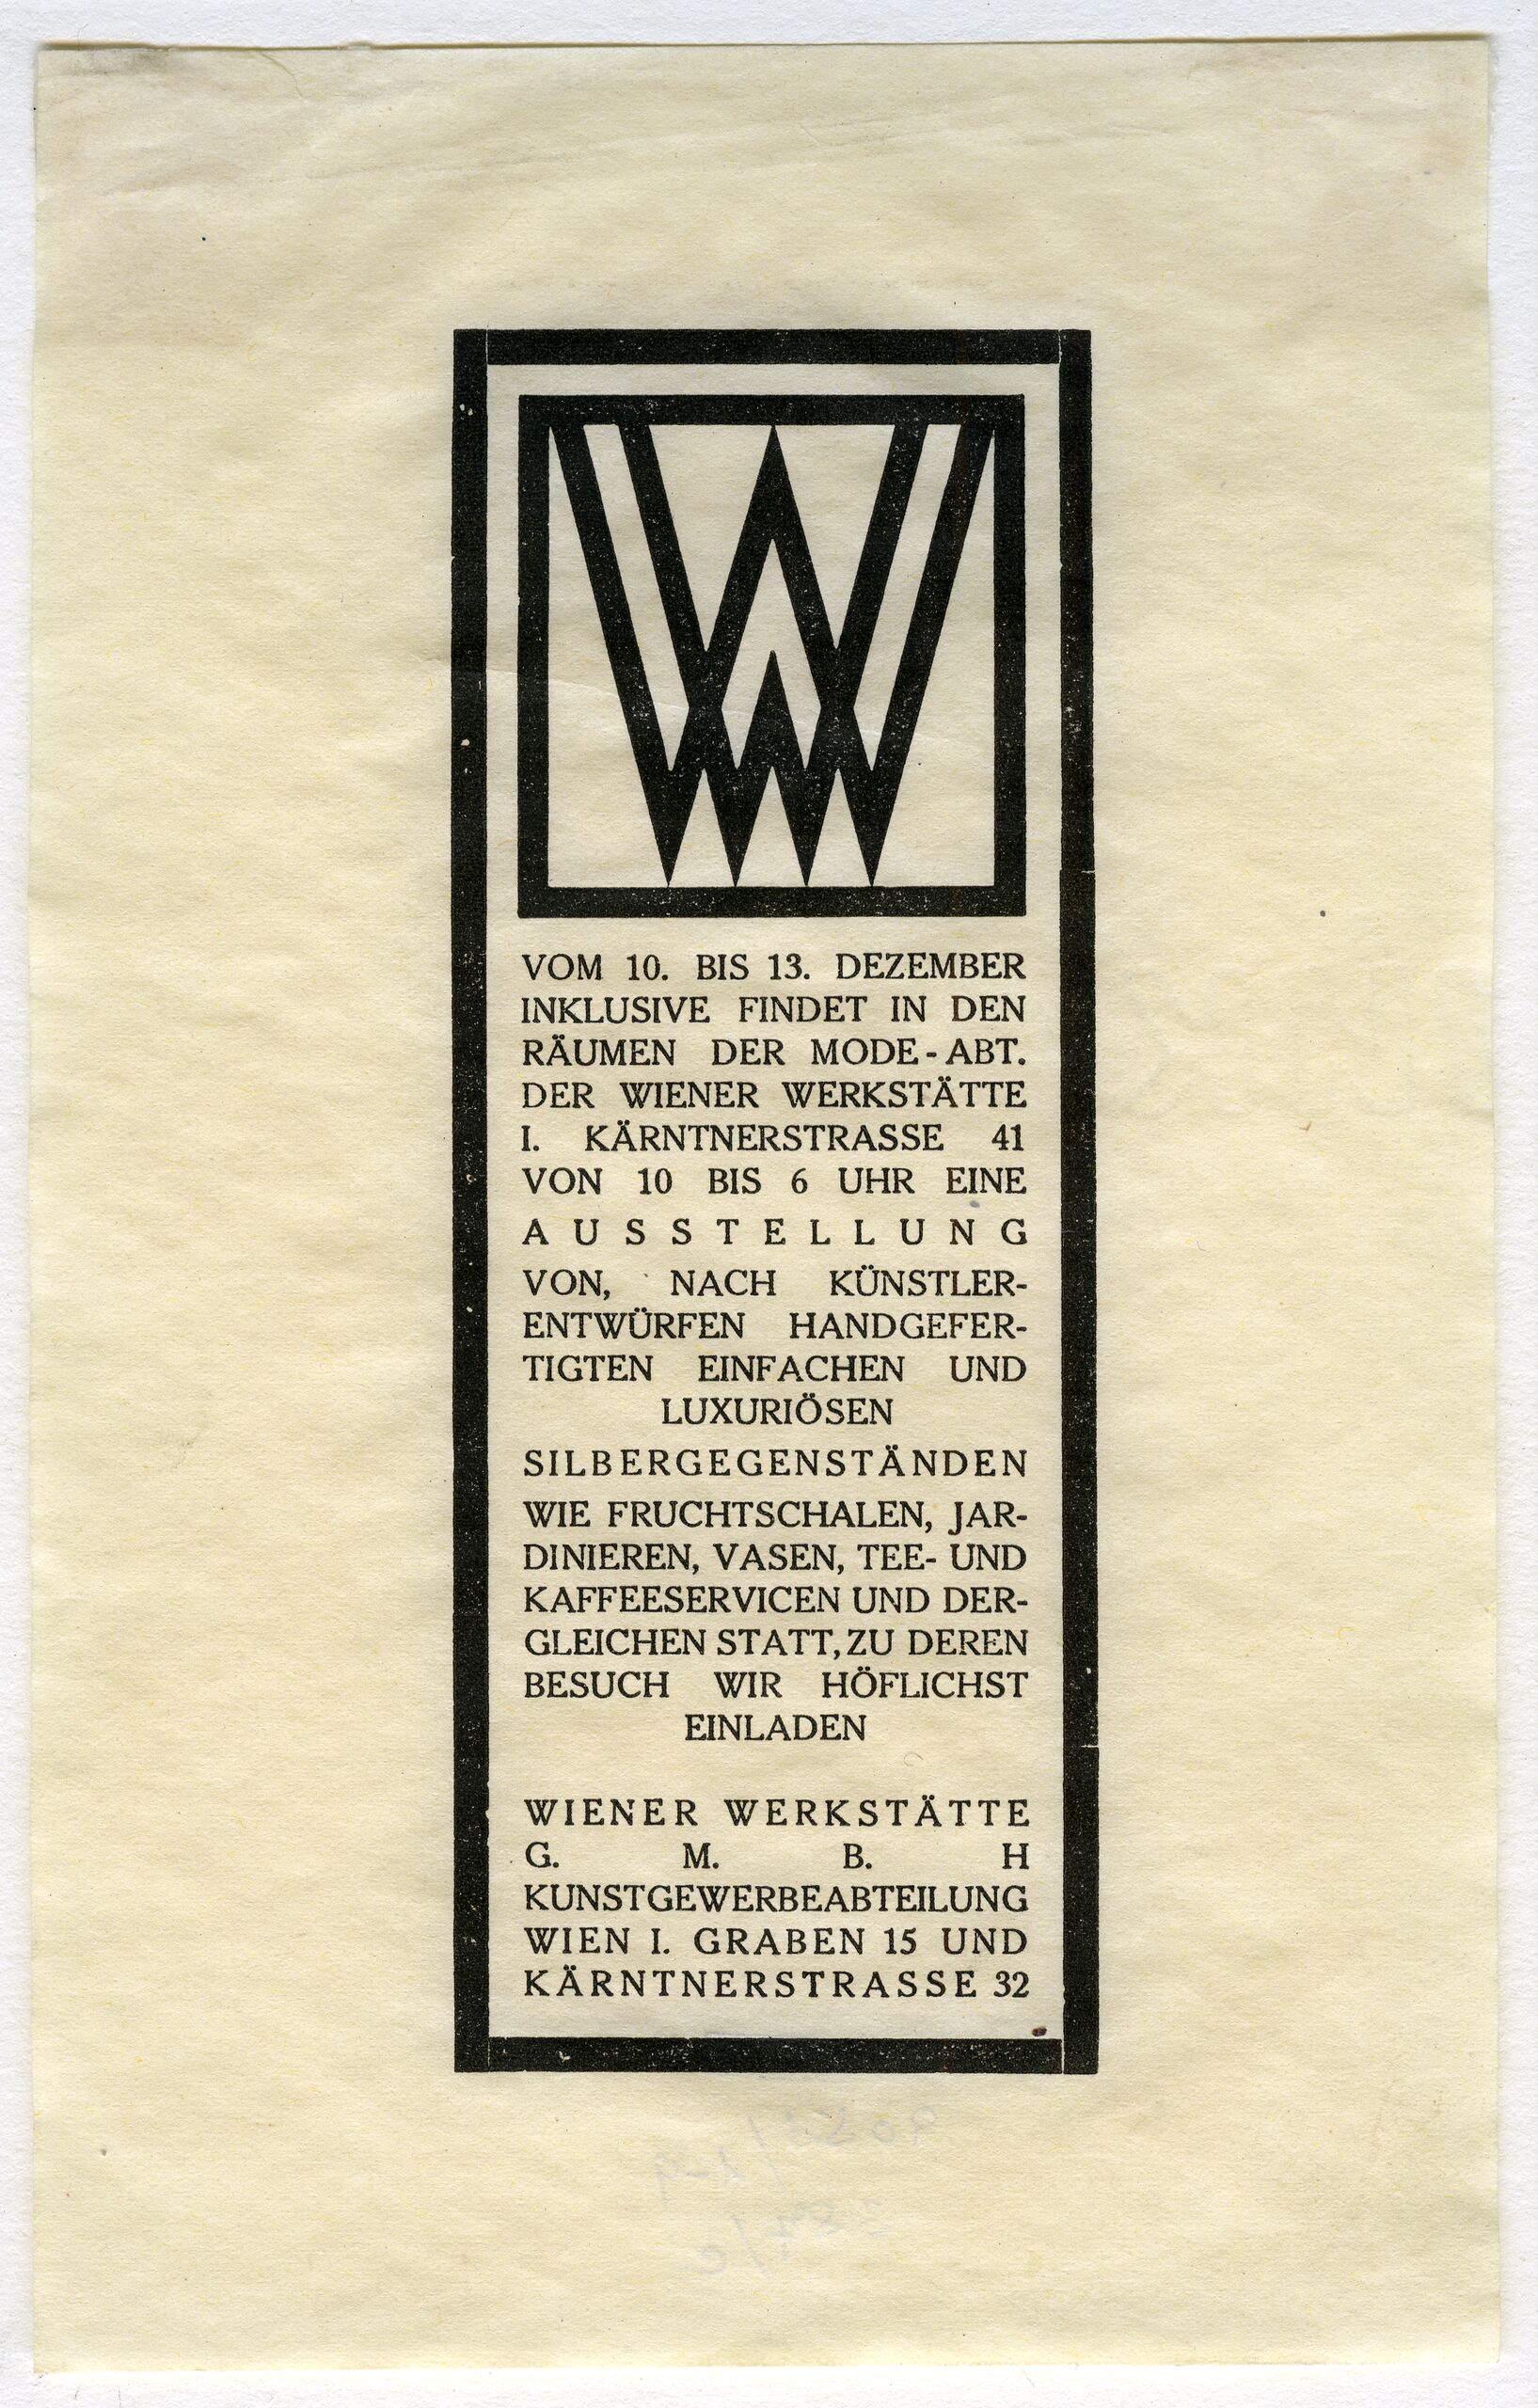 WW
VOM 10. BIS 13. DEZEMBER
INKLUSIVE FINDET IN DEN
RÄUMEN DER MODE-ABT.
DER WIENER WERKSTÄTTE
I. KÄRNTNERSTRASSE 41
VON 10 BIS 6 UHR EINE
AUSSTELLUNG
VON, NACH KÜNSTLER-
ENTWÜRFEN HANDGEFER-
TIGTEN EINFACHEN UND
LUXURIÖSEN
SILBERGEGENSTÄNDEN
WIE FRUCHTSCHALEN, JAR-
DINIEREN, VASEN, TEE- UND
KAFFEESERVICEN UND DER-
GLEICHEN STATT, ZU DEREN
BESUCH WIR HÖFLICHST
EINLADEN
WIENER WERKSTÄTTE
G. M. B. H
KUNSTGEWERBEABTEILUNG
WIEN I. GRABEN 15 UND
KÄRNTNERSTRASSE 32